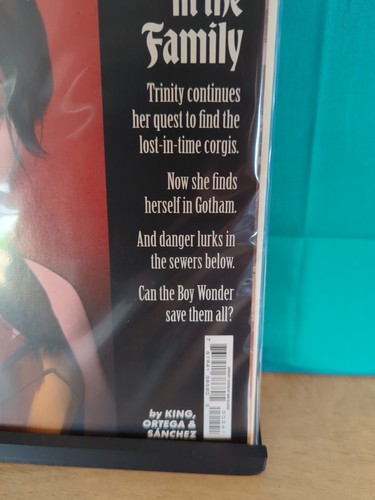 in the
Family
Trinity continues
her quest to find the
lost-in-time corgis.
Now she finds
herself in Gotham.
And danger lurks in
the sewers below.
Can the Boy Wonder
save them all?
by KING,
ORTEGA &
SÁNCHEZ